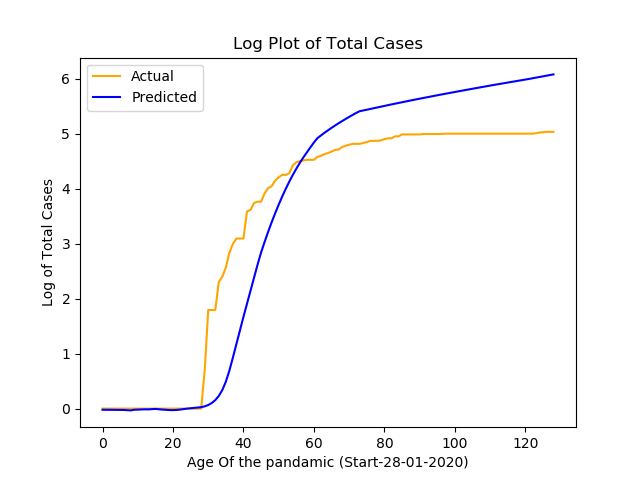 Log Plot of Total Cases
Actual
Predicted
6
5
4
3
2
1
0
Log of Total Cases
0 20 40 60 80 100 120
Age Of the pandamic (Start-28-01-2020)